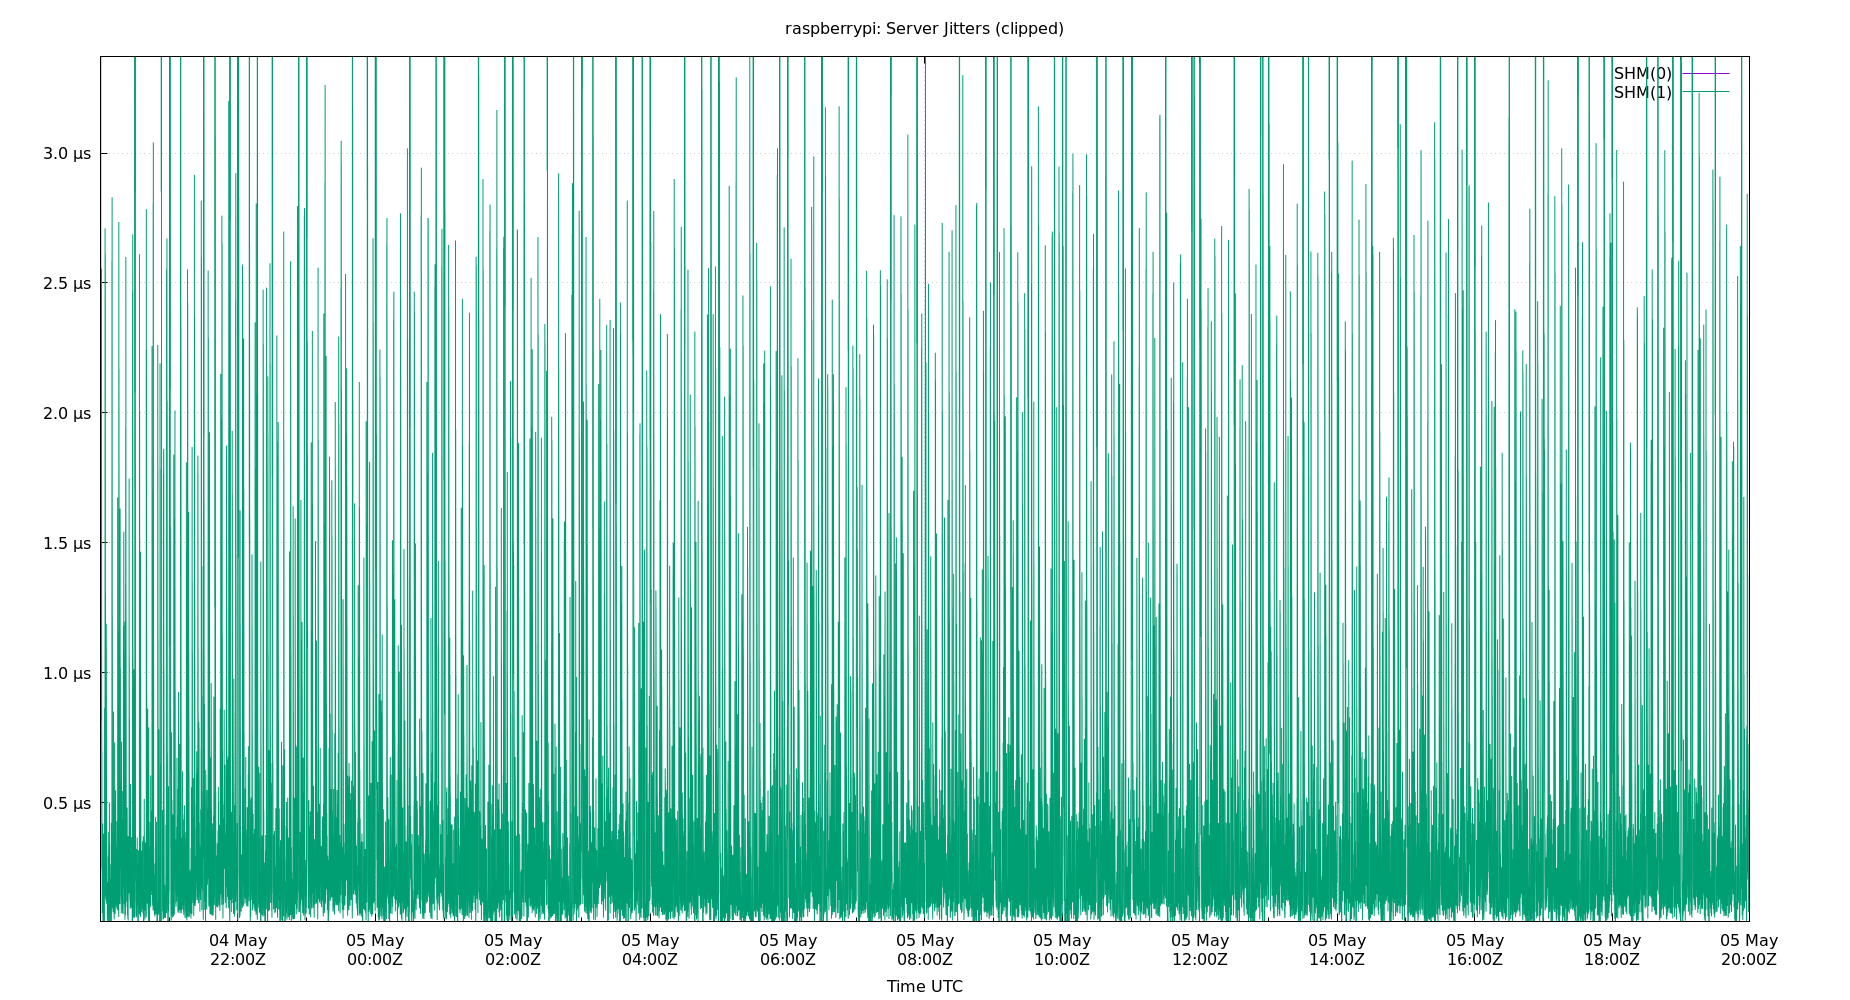 raspberrypi: Server Jitters (clipped)
SHM(0)
SHM(1)
3.0 µs
2.5 µs
2.0 µs
1.5 µs
1.0 µs
0.5 µs
04 May 05 May 05 May 05 May 05 May 05 May 05 May 05 May 05 May 05 May 05 May 05 May
22:00Z 00:00Z 02:00Z 04:00Z 06:00Z 08:00Z 10:00Z 12:00Z 14:00Z 16:00Z 18:00Z 20:00Z
Time UTC